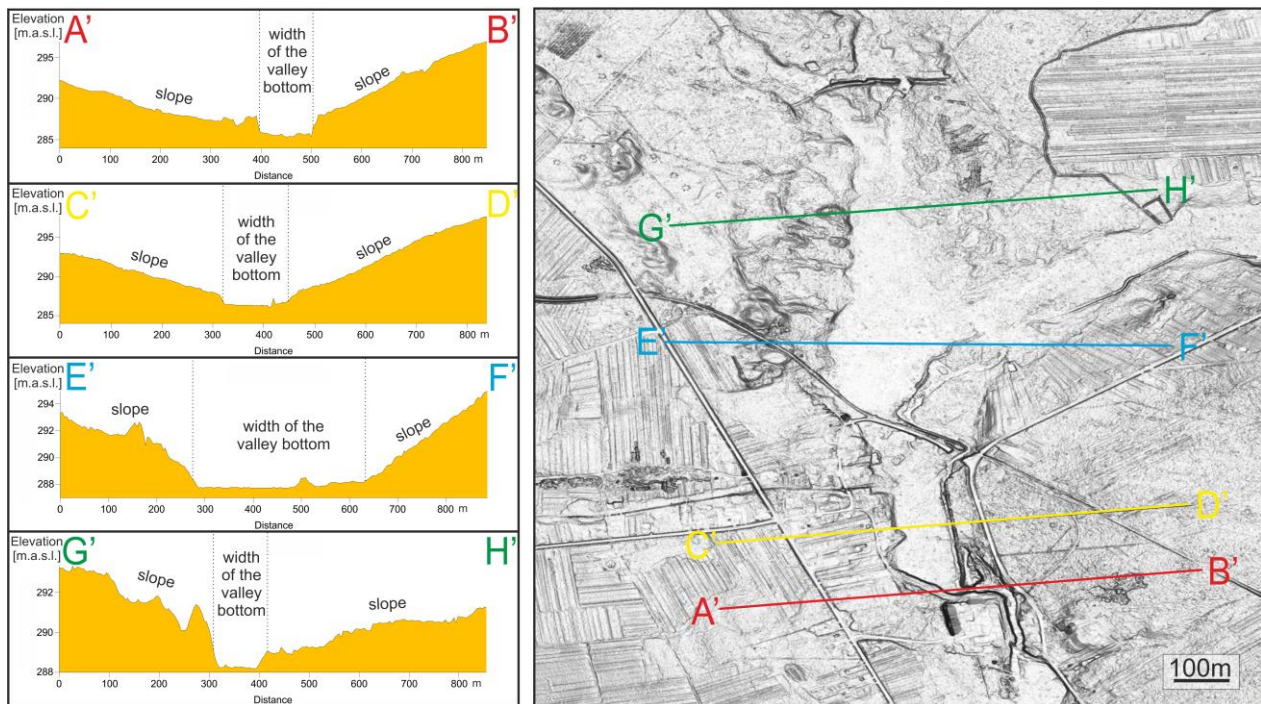 Elevation
[m.a.s.l.]
A’
B’
width
of the
valley
bottom
slope
slope
295
290
285
0 100 200 300 400 500 600 700 800 m
Distance
Elevation
[m.a.s.l.]
C’
D’
width
of the
valley
bottom
slope
slope
295
290
285
0 100 200 300 400 500 600 700 800 m
Distance
Elevation
[m.a.s.l.]
E’
F’
slope
width of the
valley bottom
slope
294
292
290
288
0 100 200 300 400 500 600 700 800 m
Distance
Elevation
[m.a.s.l.]
G’
H’
width
of the
valley
bottom
slope
slope
292
290
288
0 100 200 300 400 500 600 700 800 m
Distance
G’
H’
E’
F’
C’
D’
A’
B’
100m